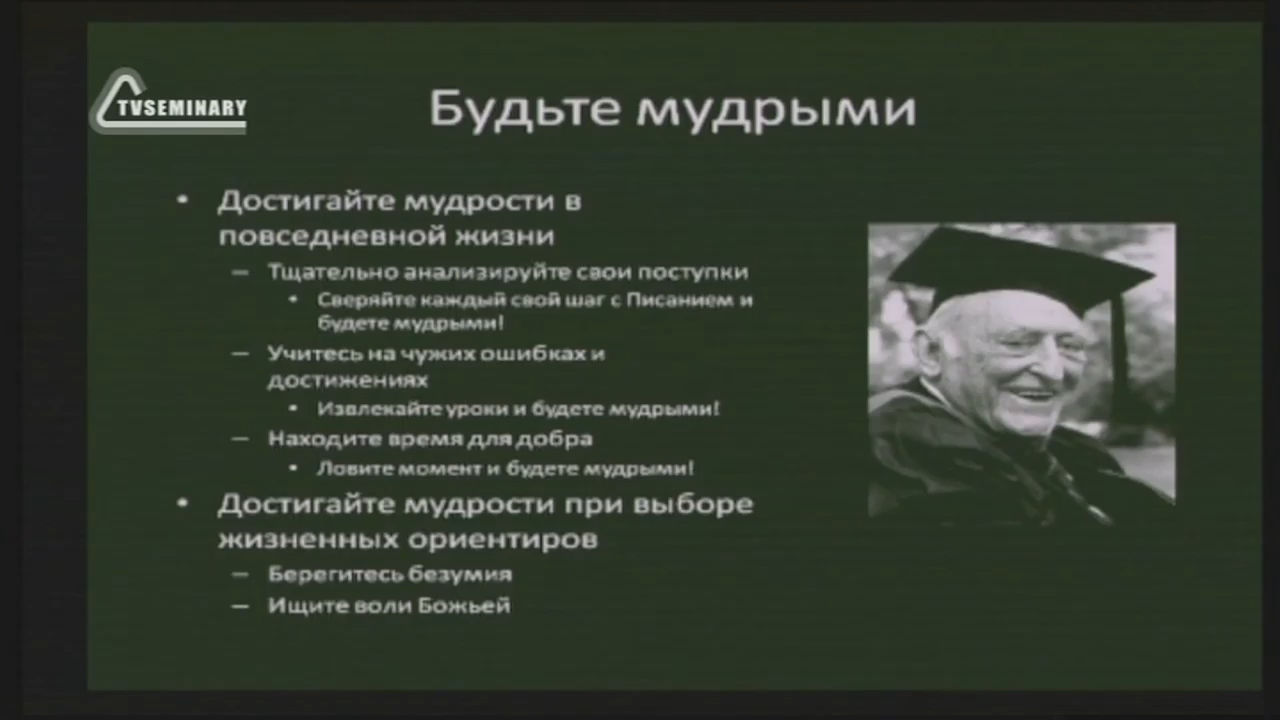 TVSEMINARY
Будьте мудрыми
• Достигайте мудрости в
повседневной жизни
– Тщательно анализируйте свои поступки
• Сверяйте каждый свой шаг с Писанием и
будете мудрыми!
– Учитесь на чужих ошибках и
достижениях
• Извлекайте уроки и будете мудрыми!
– Находите время для добра
• Ловите момент и будете мудрыми!
• Достигайте мудрости при выборе
жизненных ориентиров
– Берегитесь безумия
– Ищите воли Божьей